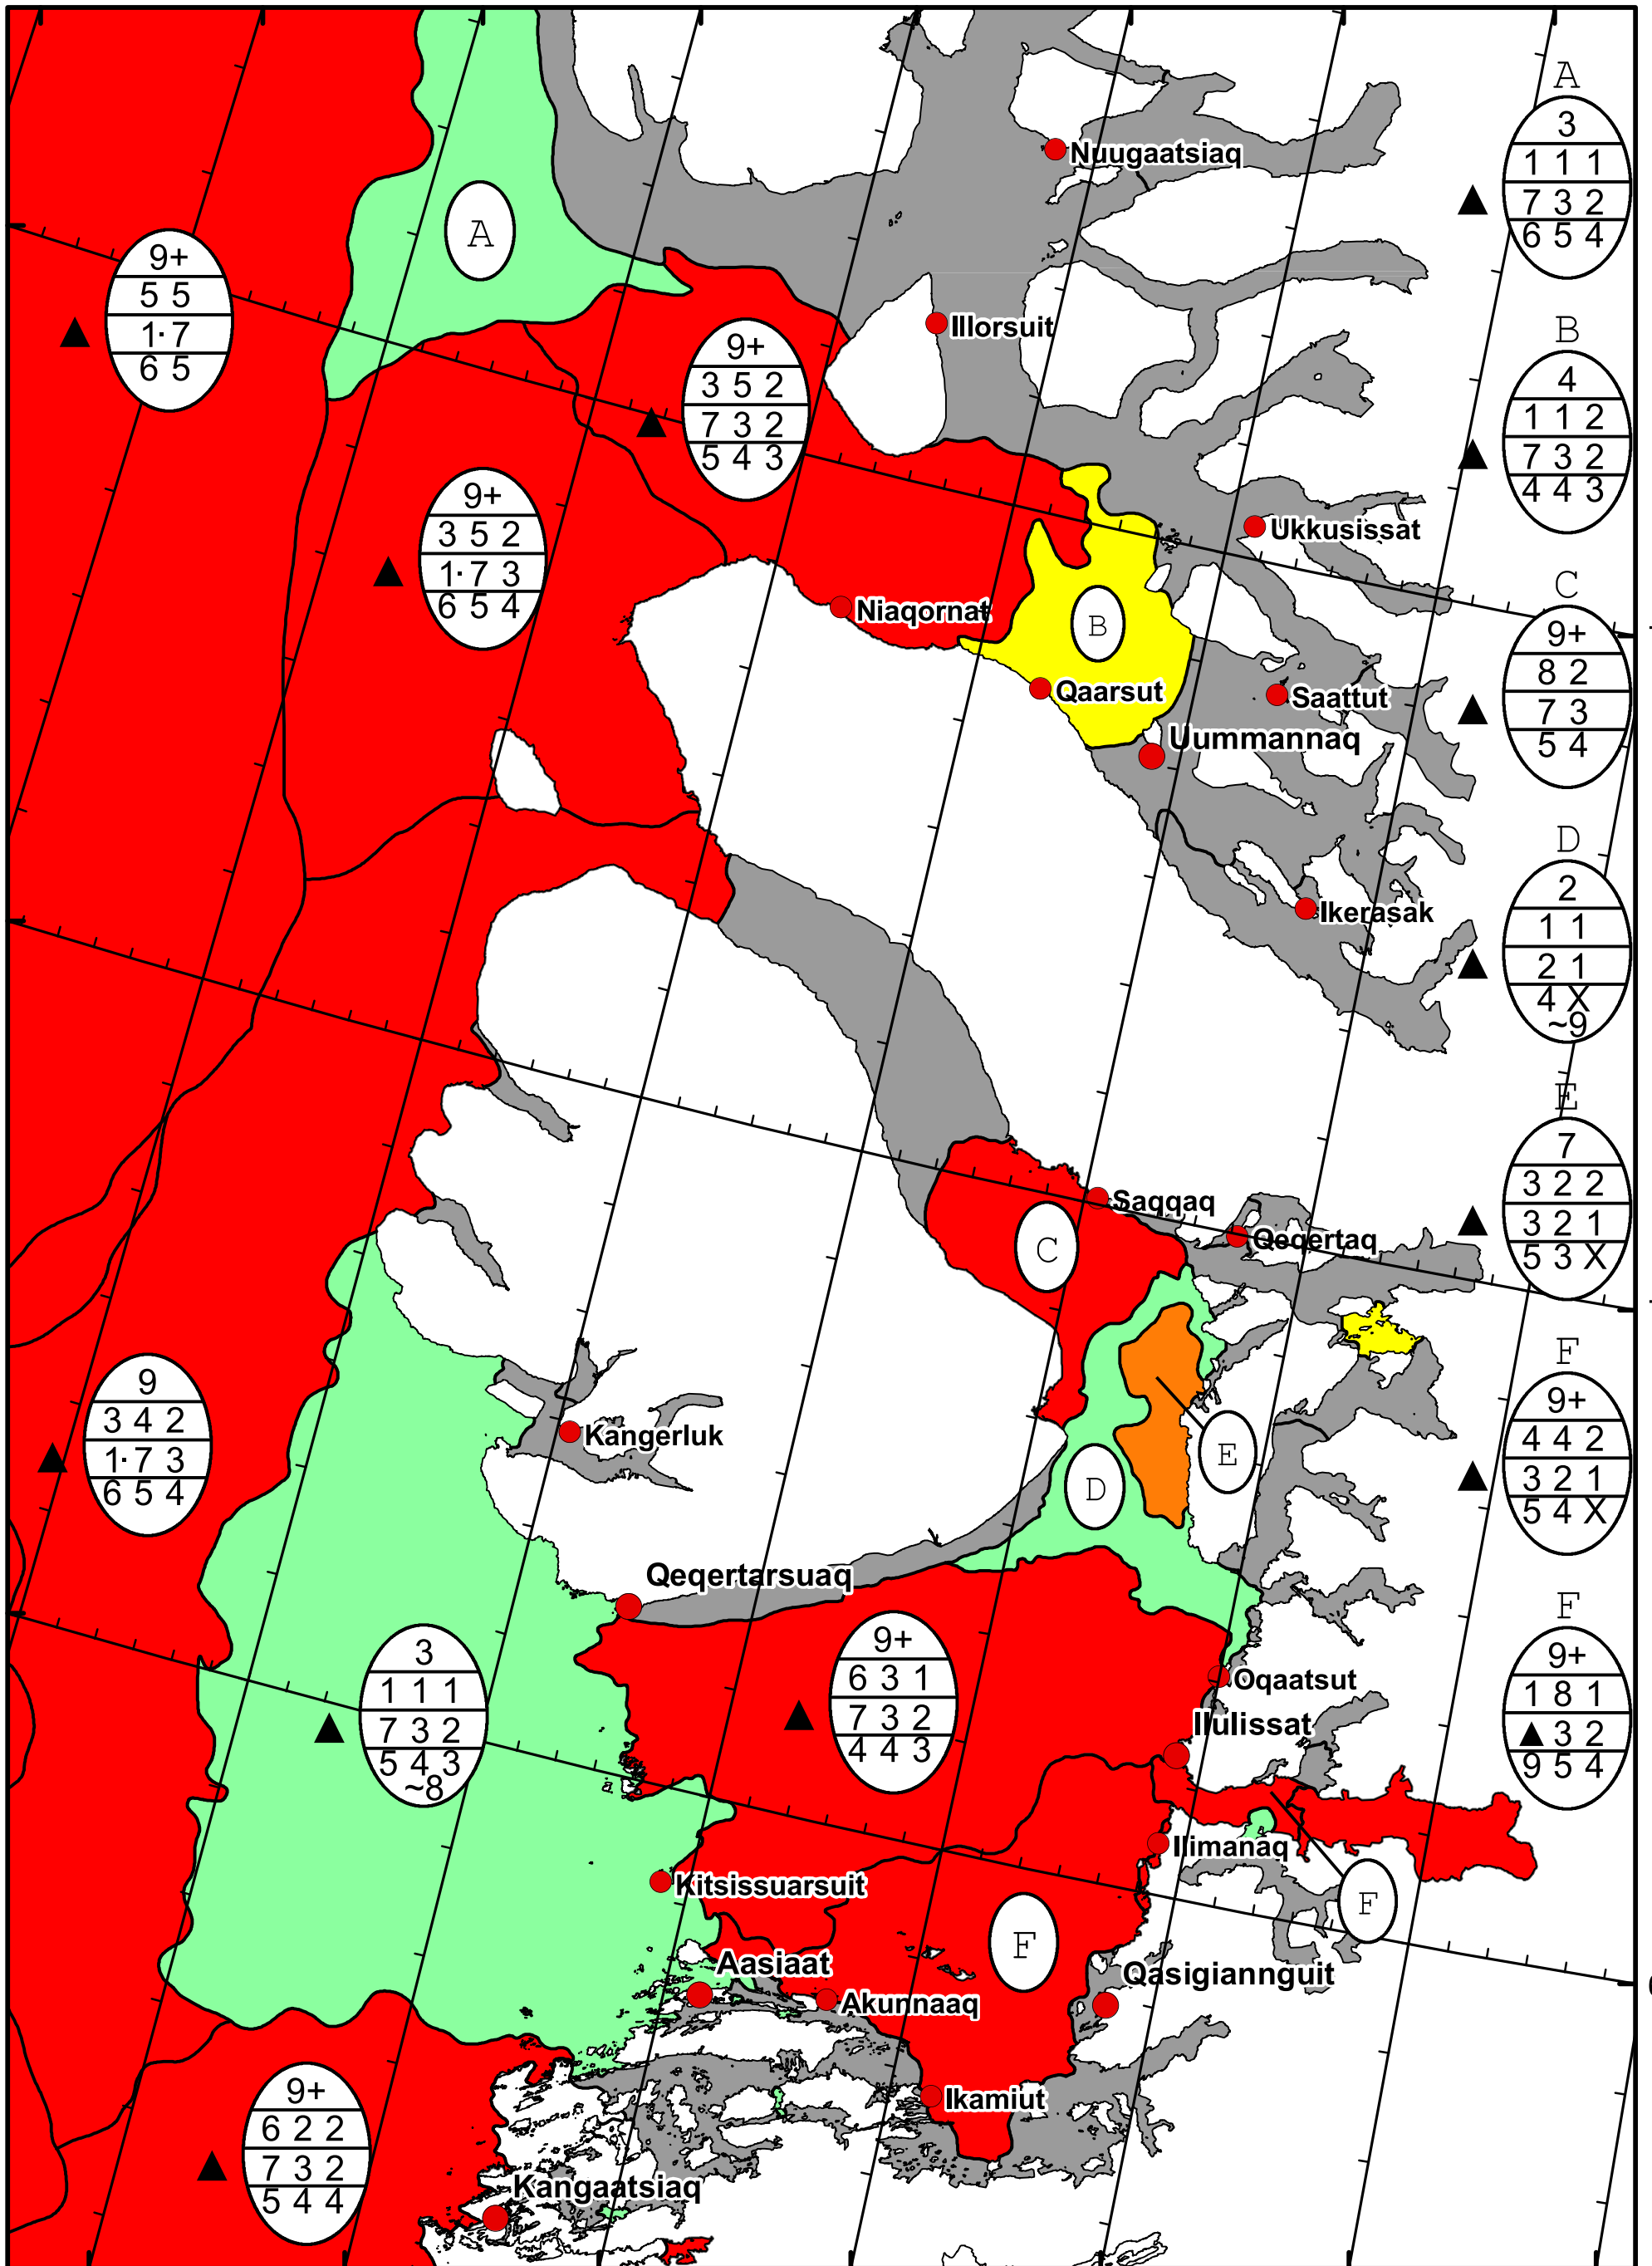 A
3
1 1 1
7 3 2
6 5 4
Nuugaatsiaq
A
9+
5 5
1· 7
6 5
Illorsuit
B
4
1 1 2
7 3 2
4 4 3
9+
3 5 2
7 3 2
5 4 3
9+
3 5 2
1· 7 3
6 5 4
Ukkusissat
Niaqornat
B
C
9+
8 2
7 3
5 4
Qaarsut
Saattut
Uummannaq
D
2
1 1
2 1
4 X
~9
Ikerasak
E
7
3 2 2
3 2 1
5 3 X
Saqqaq
C
Qeqertaq
F
9+
4 4 2
3 2 1
5 4 X
9
3 4 2
1· 7 3
6 5 4
Kangerluk
E
D
Qeqertarsuaq
F
9+
1 8 1
▲ 3 2
9 5 4
3
1 1 1
7 3 2
5 4 3
~8
9+
6 3 1
7 3 2
4 4 3
Oqaatsut
Ilulissat
Ilimanaq
Kitsissuarsuit
F
F
Aasiaat
Qasigiannguit
Akunnaaq
Ikamiut
9+
6 2 2
7 3 2
5 4 4
Kangaatsiaq